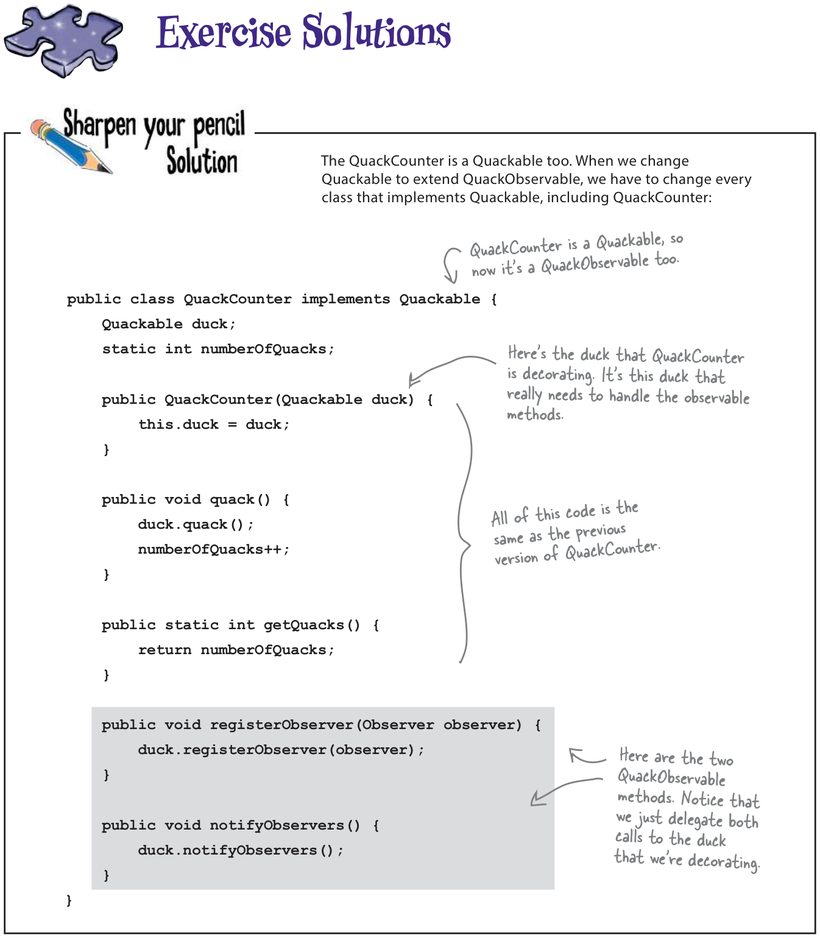 Exercise Solutions
Sharpen your pencil
Solution
The QuackCounter is a Quackable too. When we change
Quackable to extend QuackObservable, we have to change every
class that implements Quackable, including QuackCounter:
QuackCounter is a Quackable, so
now it's a QuackObservable too.
public class QuackCounter implements Quackable {
Quackable duck;
static int numberOfQuacks;
Here's the duck that QuackCounter
is decorating. It's this duck that
really needs to handle the observable
methods.
public QuackCounter(Quackable duck) {
this.duck = duck;
}
public void quack() {
duck.quack();
numberOfQuacks++;
}
All of this code is the
same as the previous
version of QuackCounter.
public static int getQuacks() {
return numberOfQuacks;
}
public void registerObserver(Observer observer) {
duck.registerObserver(observer);
}
public void notifyObservers() {
duck.notifyObservers();
}
Here are the two
QuackObservable
methods. Notice that
we just delegate both
calls to the duck
that we're decorating.
}